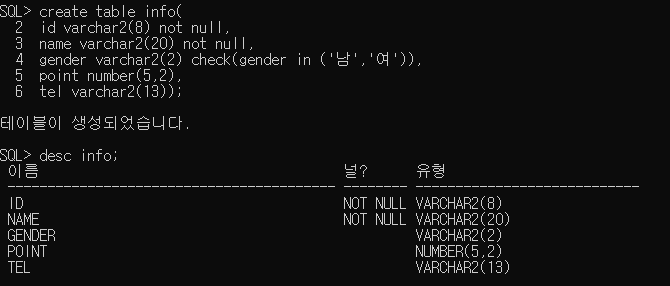 SQL> create table info(
  2  id varchar2(8) not null,
  3  name varchar2(20) not null,
  4  gender varchar2(2) check(gender in ('남','여')),
  5  point number(5,2),
  6  tel varchar2(13));
테이블이 생성되었습니다.
SQL> desc info;
이름 널? 유형
----------------------------------------- -------- ----------------------------
ID NOT NULL VARCHAR2(8)
NAME NOT NULL VARCHAR2(20)
GENDER VARCHAR2(2)
POINT NUMBER(5,2)
TEL VARCHAR2(13)